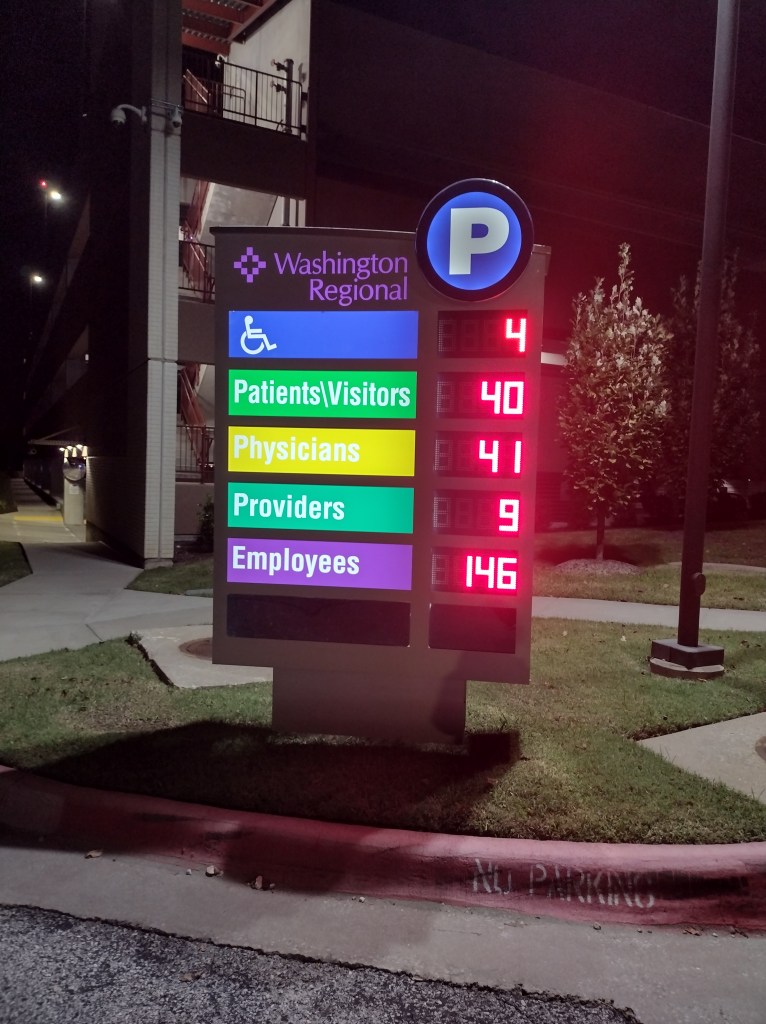 P
Washington
Regional
4
Patients\Visitors 40
Physicians 41
Providers 9
Employees 146
NO PARKING